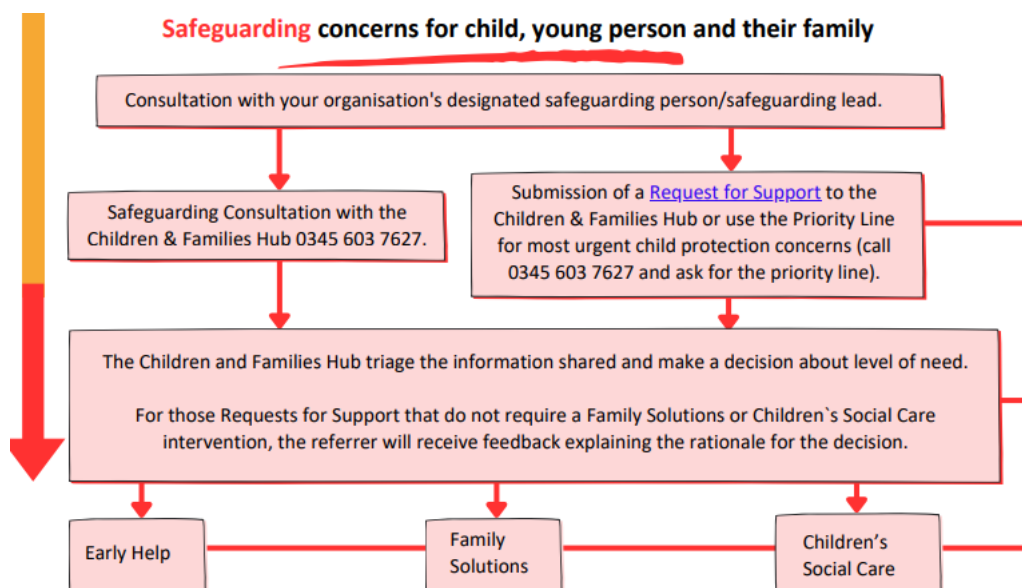 Safeguarding concerns for child, young person and their family
Consultation with your organisation's designated safeguarding person/safeguarding lead.
Safeguarding Consultation with the
Children & Families Hub 0345 603 7627.
Submission of a Request for Support to the
Children & Families Hub or use the Priority Line
for most urgent child protection concerns (call
0345 603 7627 and ask for the priority line).
The Children and Families Hub triage the information shared and make a decision about level of need.
For those Requests for Support that do not require a Family Solutions or Children`s Social Care
intervention, the referrer will receive feedback explaining the rationale for the decision.
Early Help
Family
Solutions
Children’s
Social Care